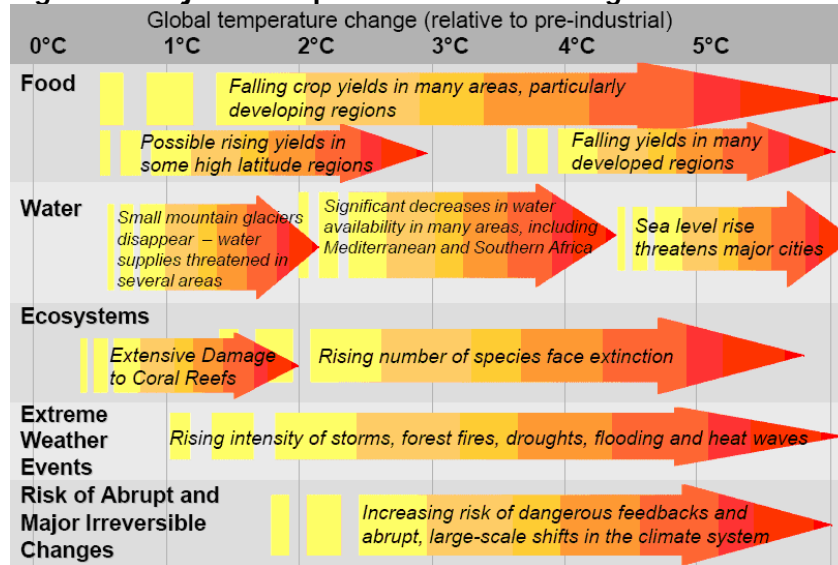 Global temperature change (relative to pre-industrial)
0°C 1°C 2°C 3°C 4°C 5°C
Food
Falling crop yields in many areas, particularly
developing regions
Possible rising yields in
some high latitude regions
Falling yields in many
developed regions
Water
Small mountain glaciers
disappear – water
supplies threatened in
several areas
Significant decreases in water
availability in many areas, including
Mediterranean and Southern Africa
Sea level rise
threatens major cities
Ecosystems
Extensive Damage
to Coral Reefs
Rising number of species face extinction
Extreme
Weather
Events
Rising intensity of storms, forest fires, droughts, flooding and heat waves
Risk of Abrupt and
Major Irreversible
Changes
Increasing risk of dangerous feedbacks and
abrupt, large-scale shifts in the climate system